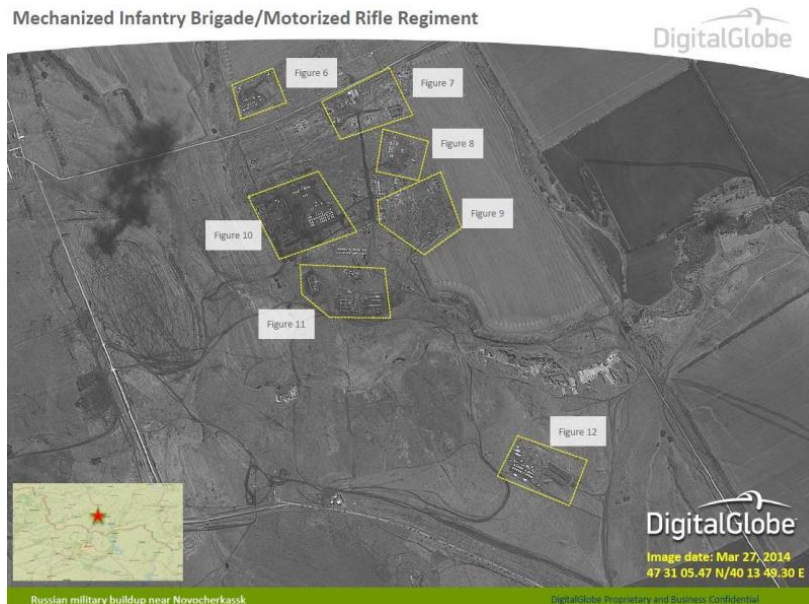 Mechanized Infantry Brigade/Motorized Rifle Regiment
DigitalGlobe
Figure 6
Figure 7
Figure 8
Figure 9
Figure 10
Figure 11
Figure 12
DigitalGlobe
Image date: Mar 27, 2014
47 31 05.47 N/40 13 49.30 E
Russian military buildup near Novocherkassk
DigitalGlobe Proprietary and Business Confidential